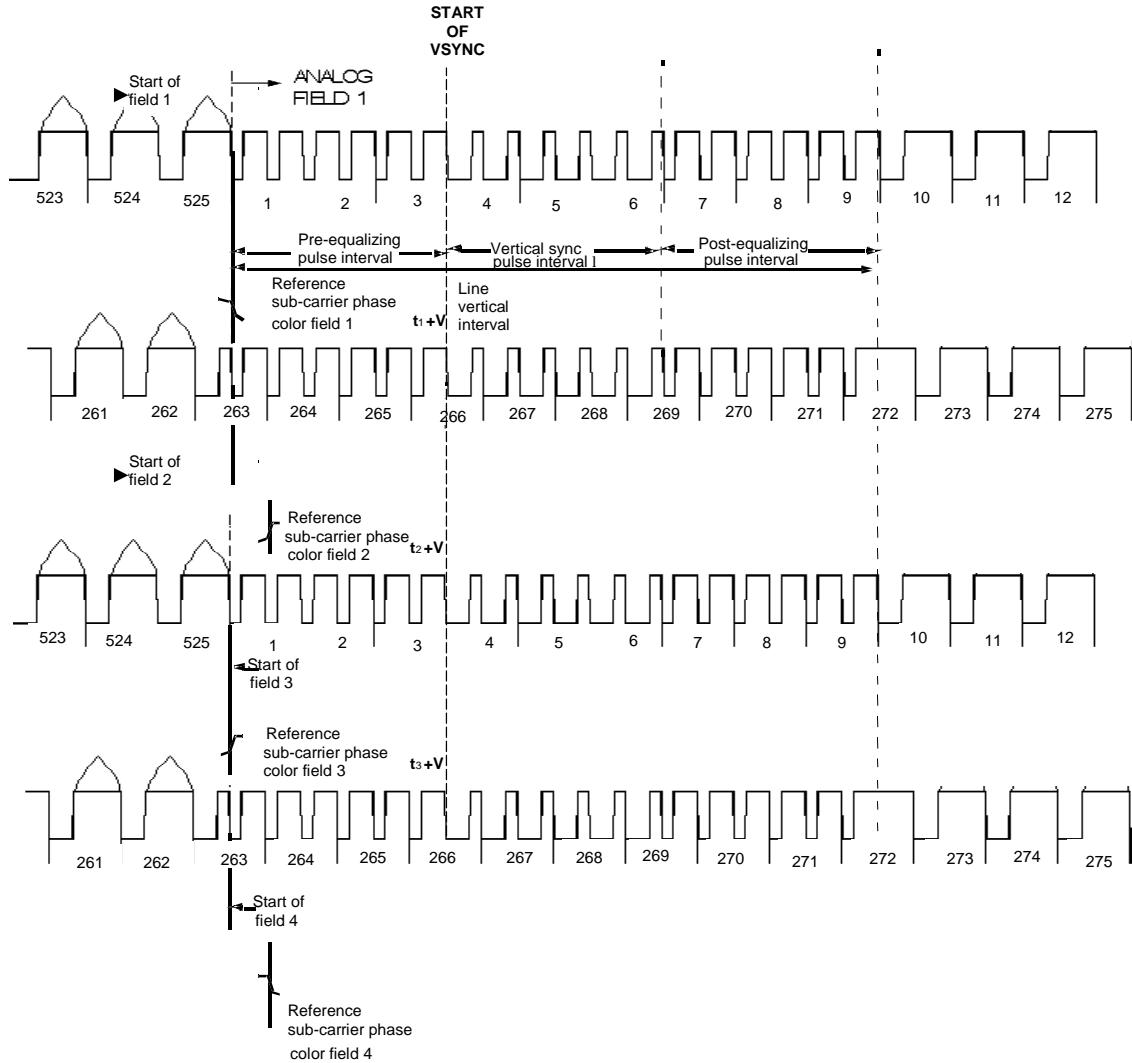 START
OF
VSYNC
Start of
field 1
ANALOG
FIELD 1
523 524 525 1 2 3 4 5 6 7 8 9 10 11 12
Pre-equalizing
pulse interval
Vertical sync
pulse interval
Post-equalizing
pulse interval
Reference
sub-carrier phase
color field 1
t1+V
Line
vertical
interval
261 262 263 264 265 266 267 268 269 270 271 272 273 274 275
Start of
field 2
Reference
sub-carrier phase
color field 2
t2+V
523 524 525 1 2 3 4 5 6 7 8 9 10 11 12
Start of
field 3
Reference
sub-carrier phase
color field 3
t3+V
261 262 263 264 265 266 267 268 269 270 271 272 273 274 275
Start of
field 4
Reference
sub-carrier phase
color field 4